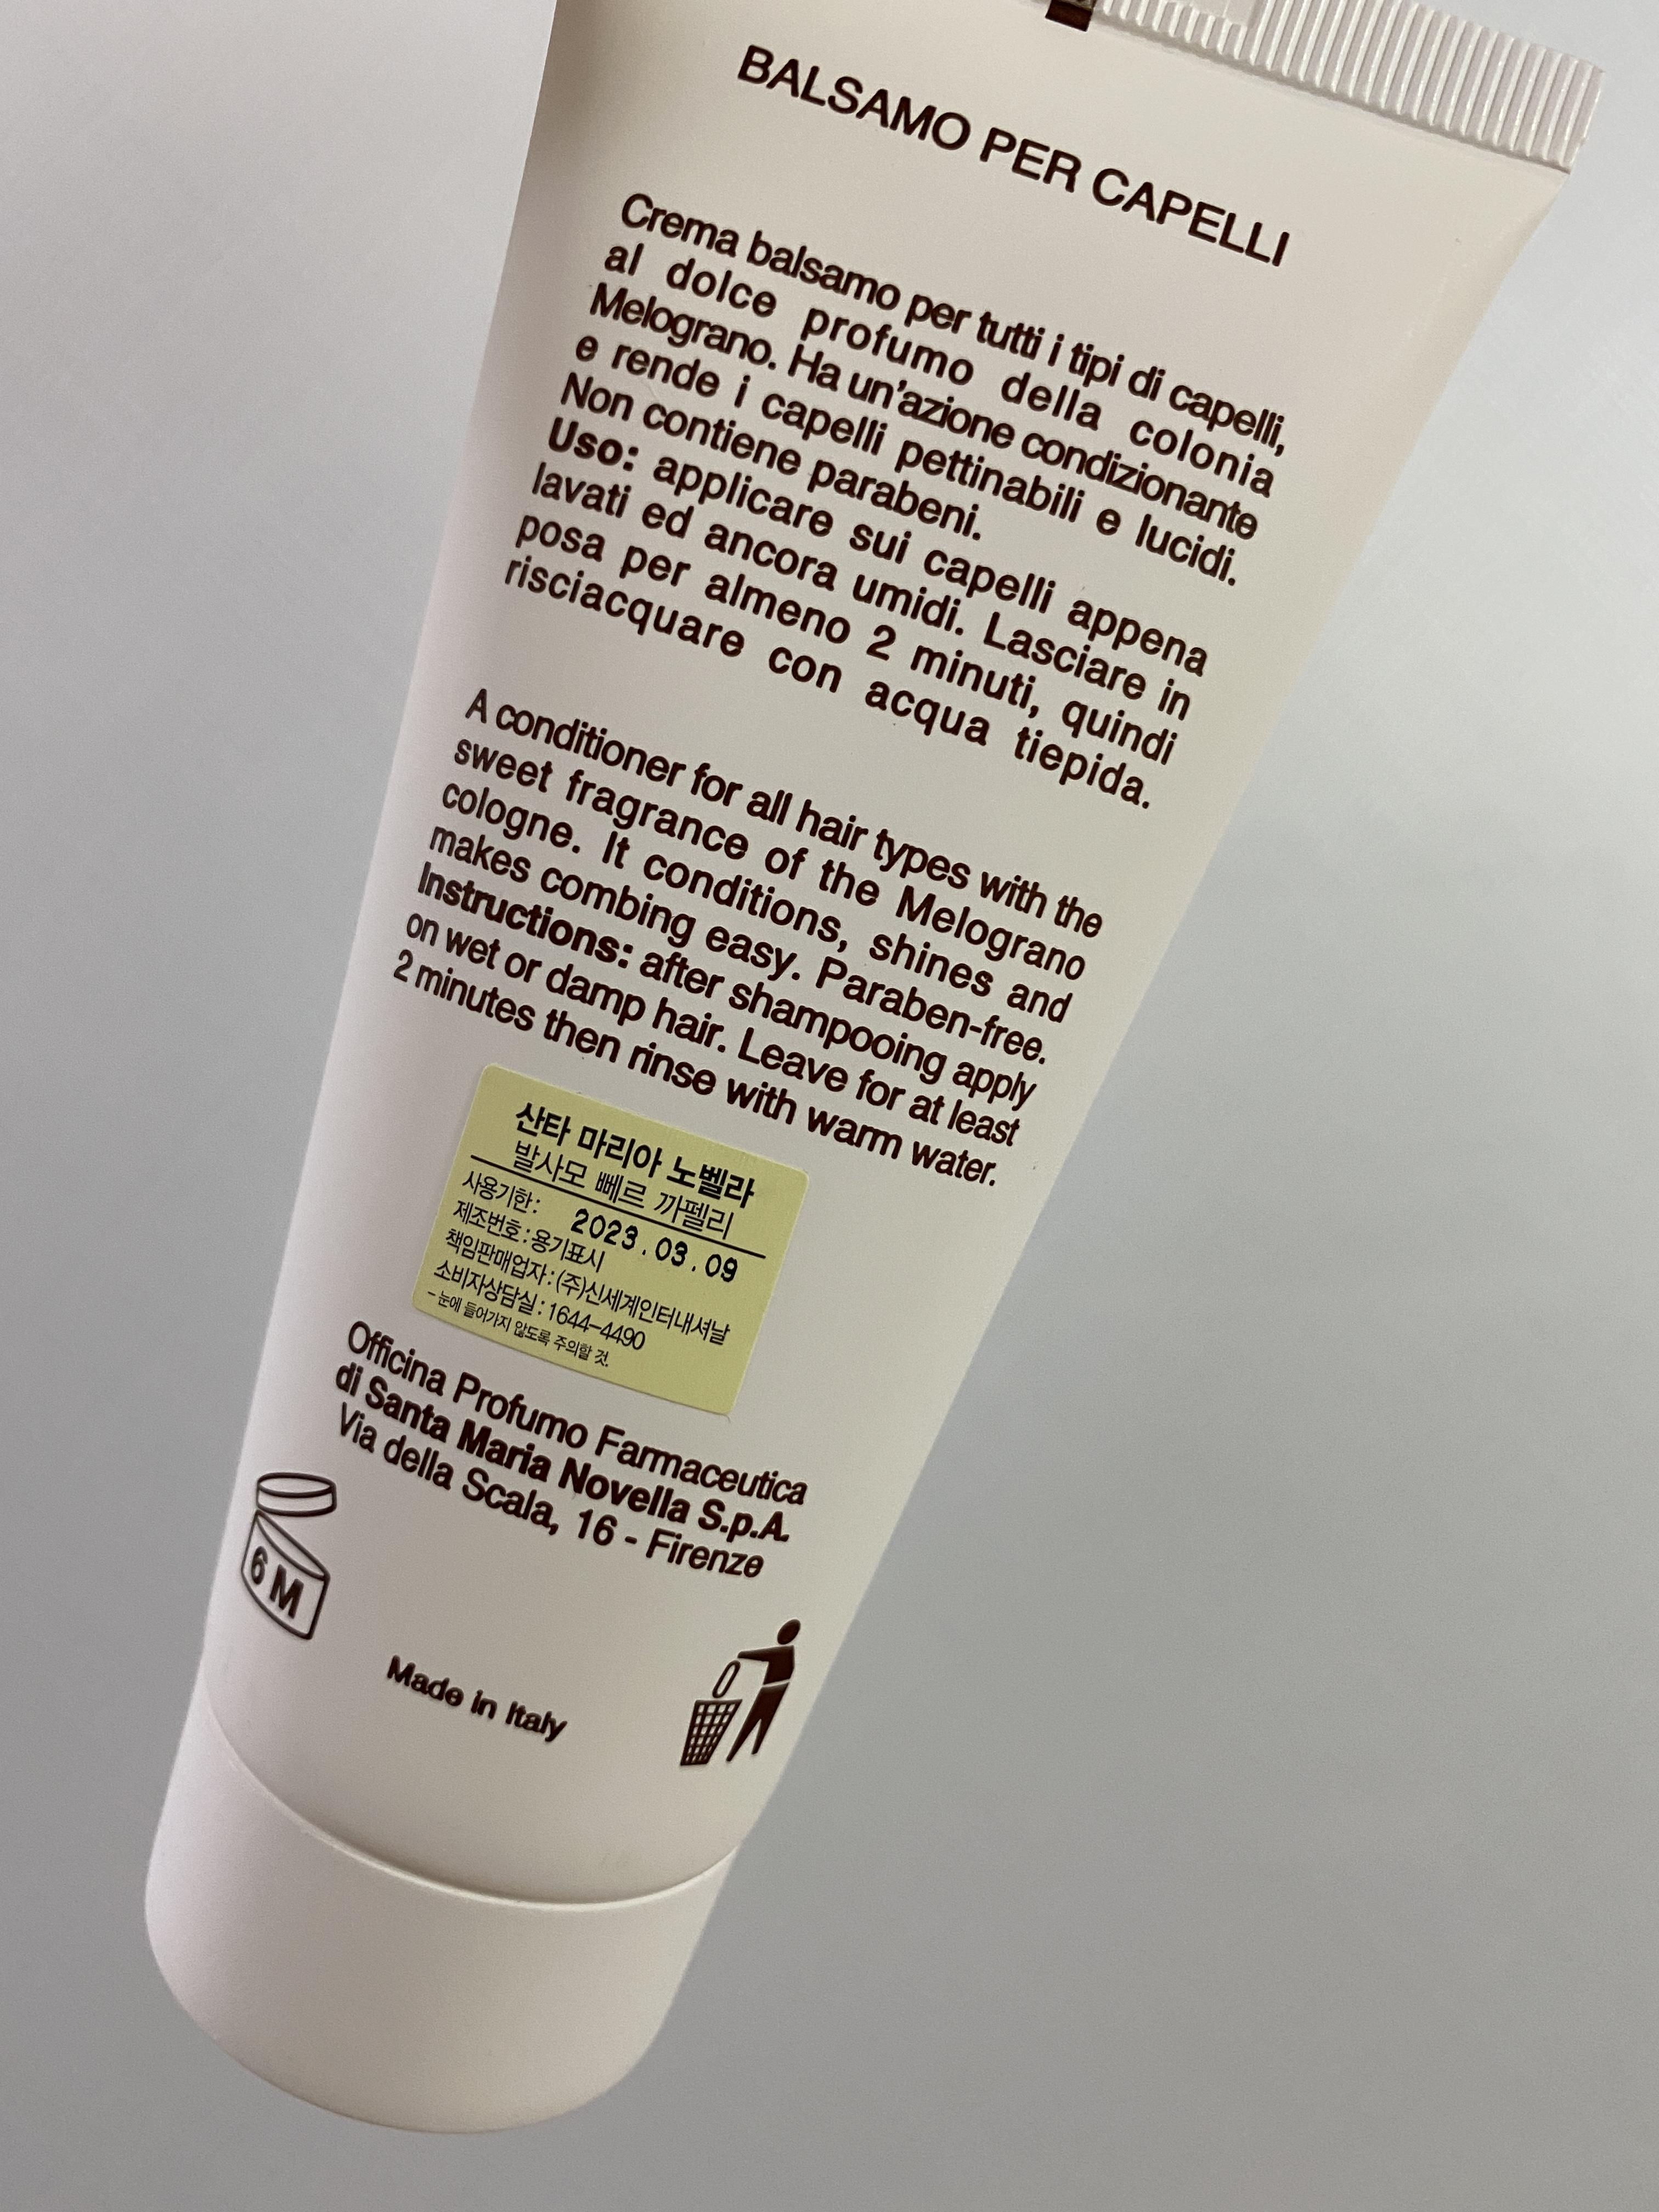 BALSAMO PER CAPELLI
Crema balsamo per tutti i tipi di capelli,
al dolce profumo della colonia
Melograno. Ha un'azione condizionante
e rende i capelli pettinabili e lucidi.
Non contiene parabeni.
Uso: applicare sui capelli appena
lavati ed ancora umidi. Lasciare in
posa per almeno 2 minuti, quindi
risciacquare con acqua tiepida.
A conditioner for all hair types with the
sweet fragrance of the Melograno
cologne. It conditions, shines and
makes combing easy. Paraben-free.
Instructions: after shampooing apply
on wet or damp hair. Leave for at least
2 minutes then rinse with warm water.
산타 마리아 노벨라
발사모 뻬르 까펠리
사용기한: 2023.03.09
제조번호:용기표시
책임판매업자:(주)신세계인터내셔날
소비자상담실:1644-4490
- 눈에 들어가지 않도록 주의할 것.
Officina Profumo Farmaceutica
di Santa Maria Novella S.p.A.
Via della Scala, 16 - Firenze
6 M
Made in Italy